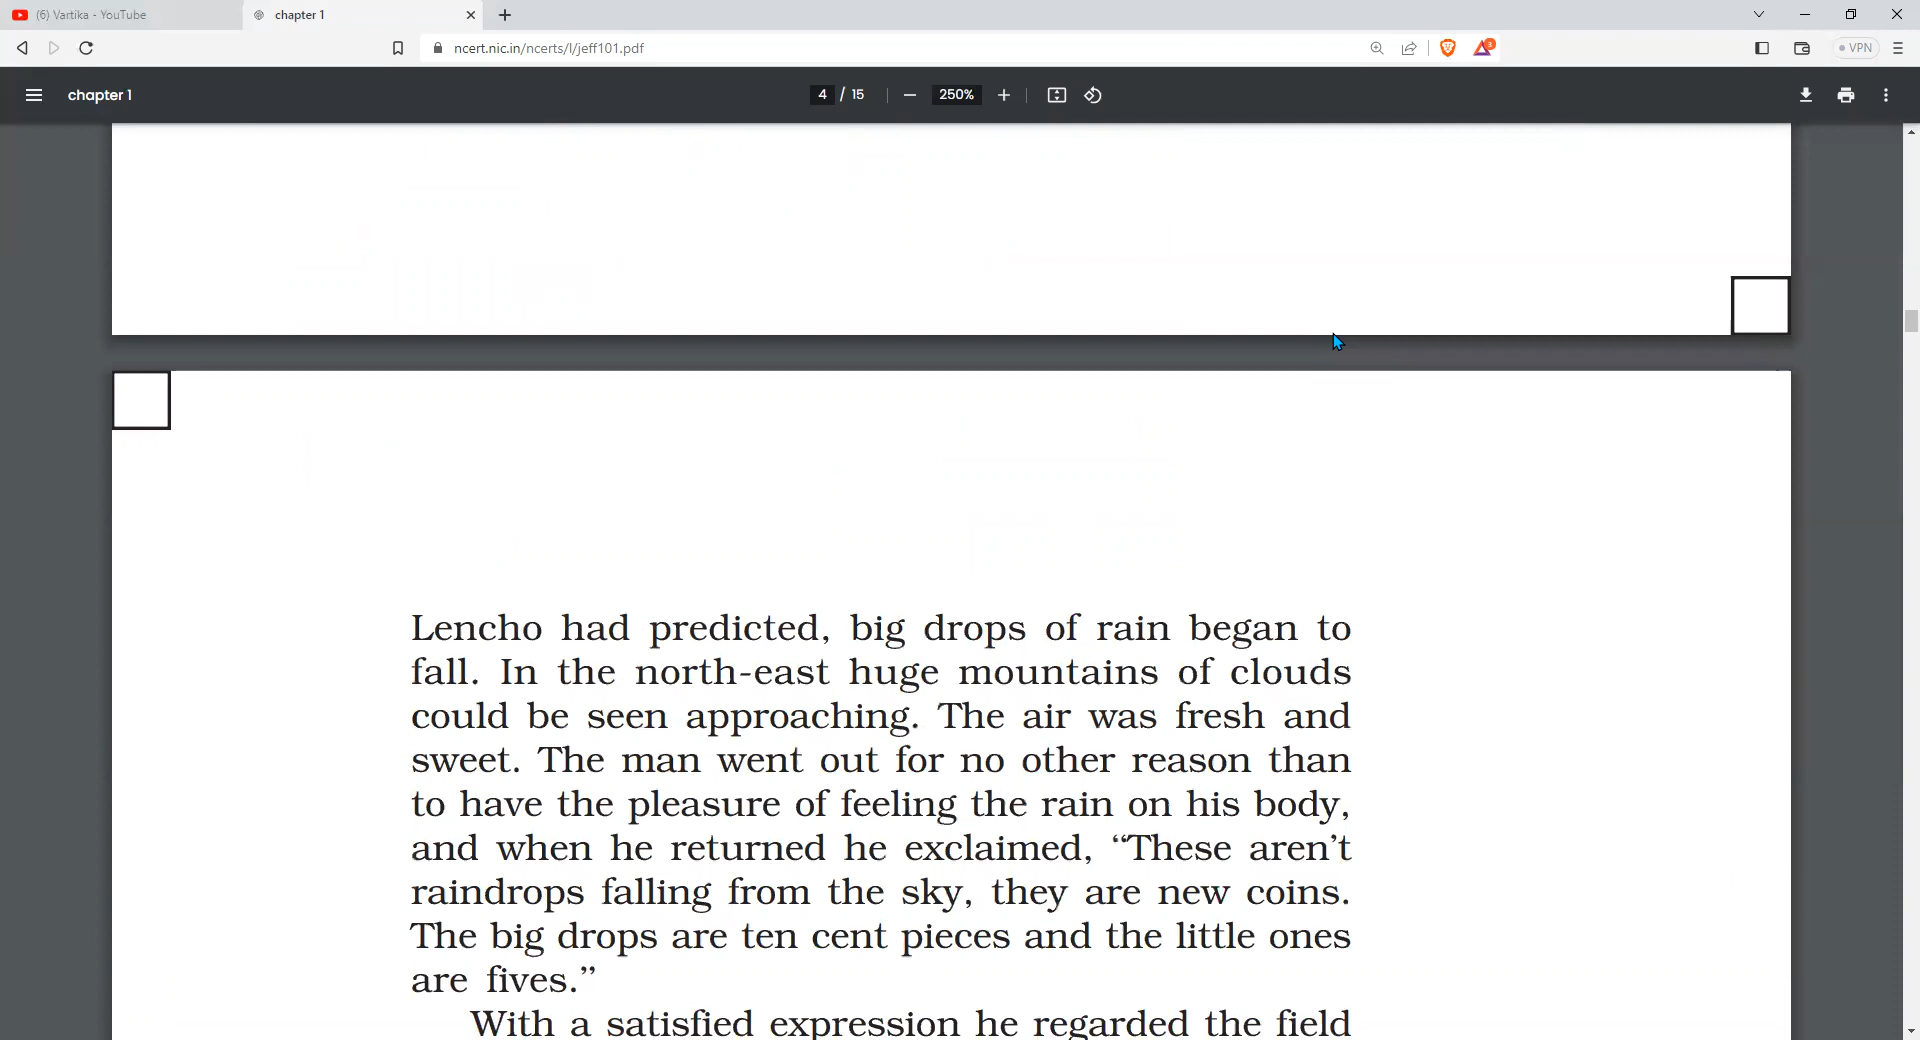 (6) Vartika - YouTube
chapter 1
ncert.nic.in/ncerts/l/jeff101.pdf
3
VPN
chapter 1
4 / 15
250%
Lencho had predicted, big drops of rain began to
fall. In the north-east huge mountains of clouds
could be seen approaching. The air was fresh and
sweet. The man went out for no other reason than
to have the pleasure of feeling the rain on his body,
and when he returned he exclaimed, “These aren’t
raindrops falling from the sky, they are new coins.
The big drops are ten cent pieces and the little ones
are fives.”
With a satisfied expression he regarded the field